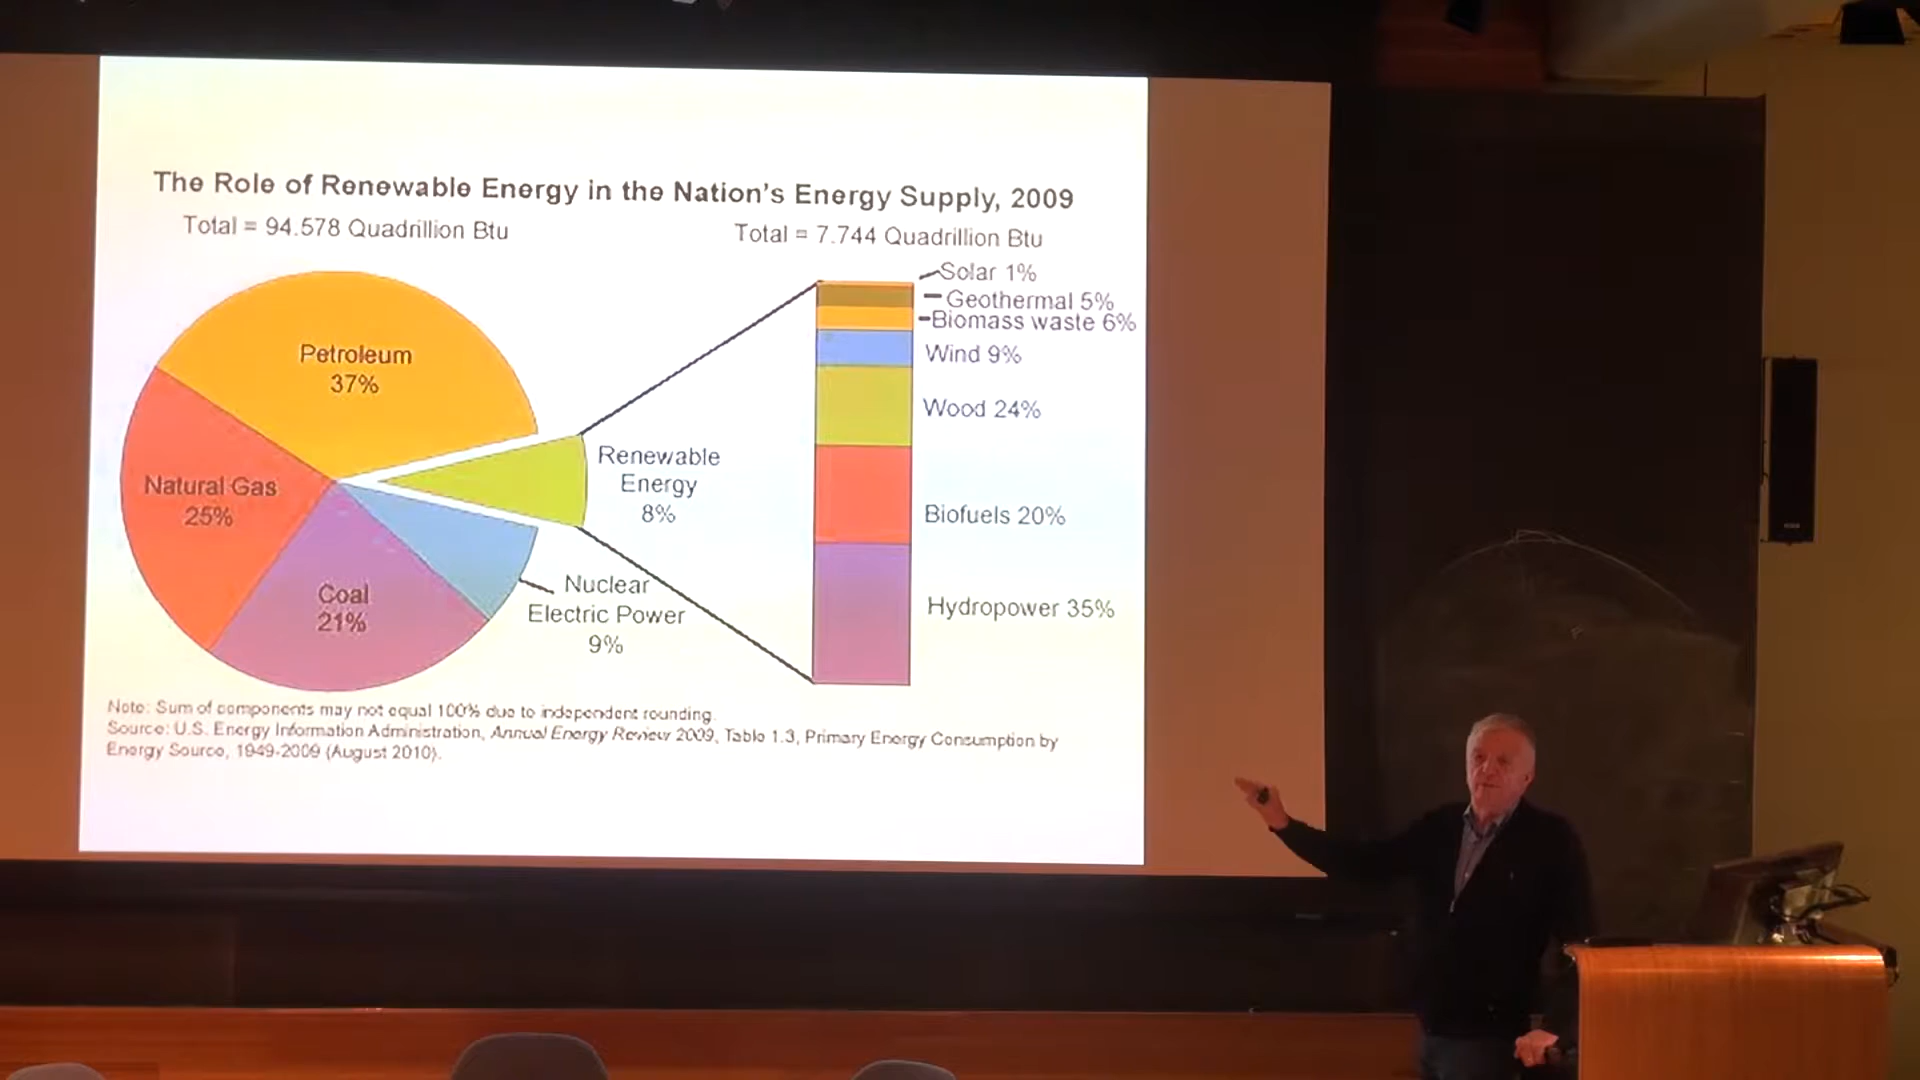 The Role of Renewable Energy in the Nation's Energy Supply, 2009
Total = 94.578 Quadrillion Btu
Total = 7.744 Quadrillion Btu
Petroleum
37%
Natural Gas
25%
Coal
21%
Renewable
Energy
8%
Nuclear
Electric Power
9%
Solar 1%
Geothermal 5%
Biomass waste 6%
Wind 9%
Wood 24%
Biofuels 20%
Hydropower 35%
Note: Sum of components may not equal 100% due to independent rounding.
Source: U.S. Energy Information Administration, Annual Energy Review 2009, Table 1.3, Primary Energy Consumption by
Energy Source, 1949-2009 (August 2010).